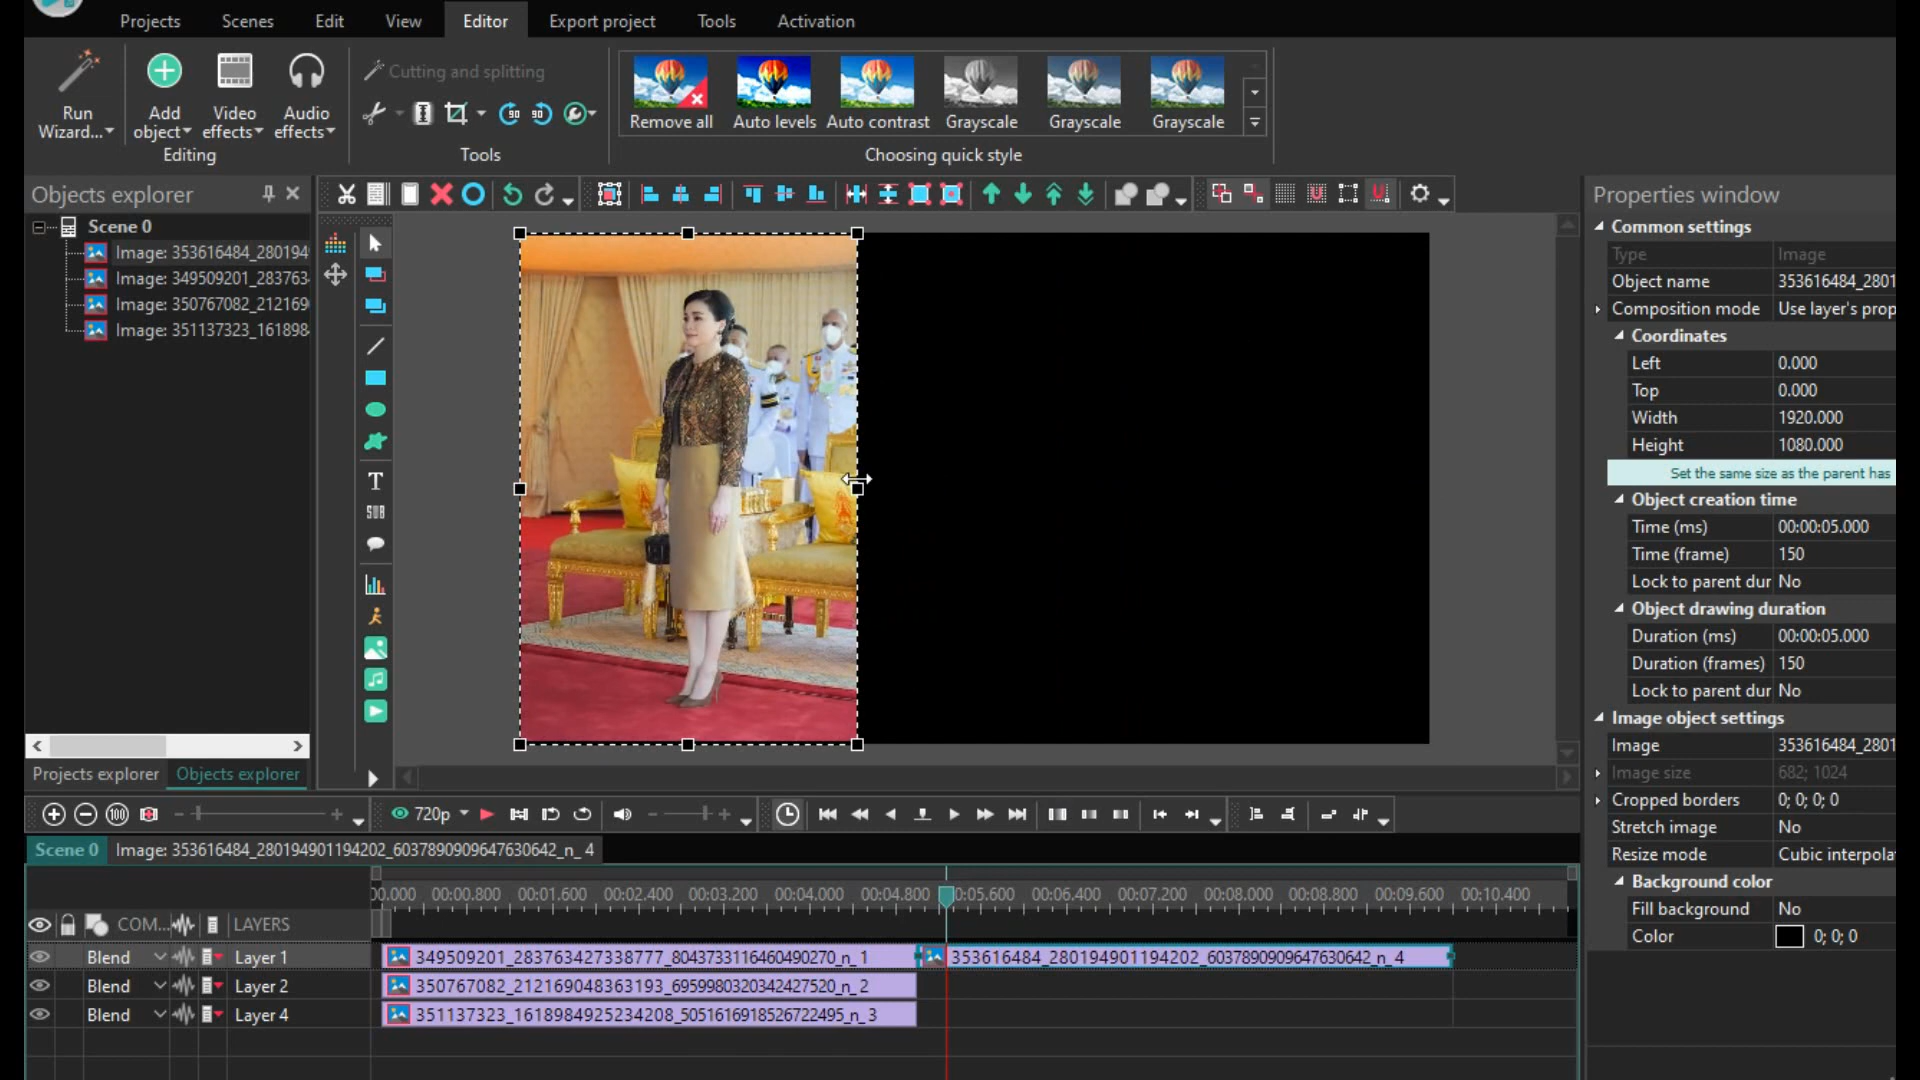 Projects Scenes Edit View Editor Export project Tools Activation
Run Wizard...
Add object
Video effects
Audio effects
Editing
Cutting and splitting
Tools
Remove all Auto levels Auto contrast Grayscale Grayscale Grayscale
Choosing quick style
Objects explorer
Scene 0
Image: 353616484_280194
Image: 349509201_283763
Image: 350767082_212169
Image: 351137323_161898
Projects explorer Objects explorer
T
SUB
Properties window
Common settings
Type Image
Object name 353616484_2801
Composition mode Use layer's prop
Coordinates
Left 0.000
Top 0.000
Width 1920.000
Height 1080.000
Set the same size as the parent has
Object creation time
Time (ms) 00:00:05.000
Time (frame) 150
Lock to parent dur No
Object drawing duration
Duration (ms) 00:00:05.000
Duration (frames) 150
Lock to parent dur No
Image object settings
Image 353616484_2801
Image size 682; 1024
Cropped borders 0; 0; 0; 0
Stretch image No
Resize mode Cubic interpola
Background color
Fill background No
Color 0; 0; 0
720p
Scene 0 Image: 353616484_280194901194202_6037890909647630642_n_4
00.000 00:00.800 00:01.600 00:02.400 00:03.200 00:04.000 00:04.800 0:05.600 00:06.400 00:07.200 00:08.000 00:08.800 00:09.600 00:10.400
COM... LAYERS
Blend Layer 1 349509201_283763427338777_8043733116460490270_n_1 353616484_280194901194202_6037890909647630642_n_4
Blend Layer 2 350767082_212169048363193_6959980320342427520_n_2
Blend Layer 4 351137323_1618984925234208_5051616918526722495_n_3